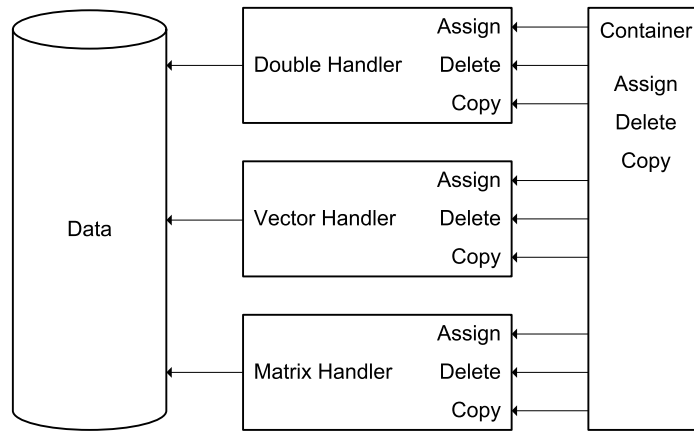 Data
Assign
Double Handler Delete
Copy
Assign
Vector Handler Delete
Copy
Assign
Matrix Handler Delete
Copy
Container
Assign
Delete
Copy